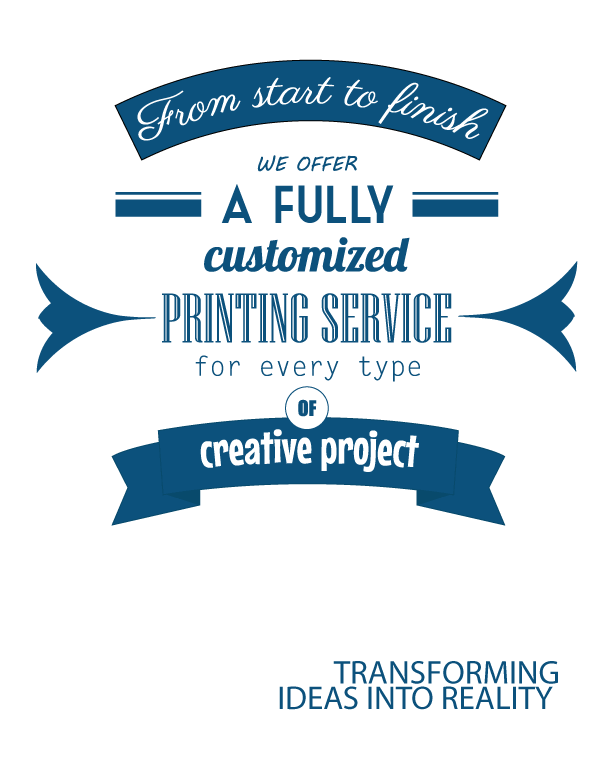 From start to finish
WE OFFER
A FULLY
customized
PRINTING SERVICE
for every type
OF
creative project
TRANSFORMING
IDEAS INTO REALITY